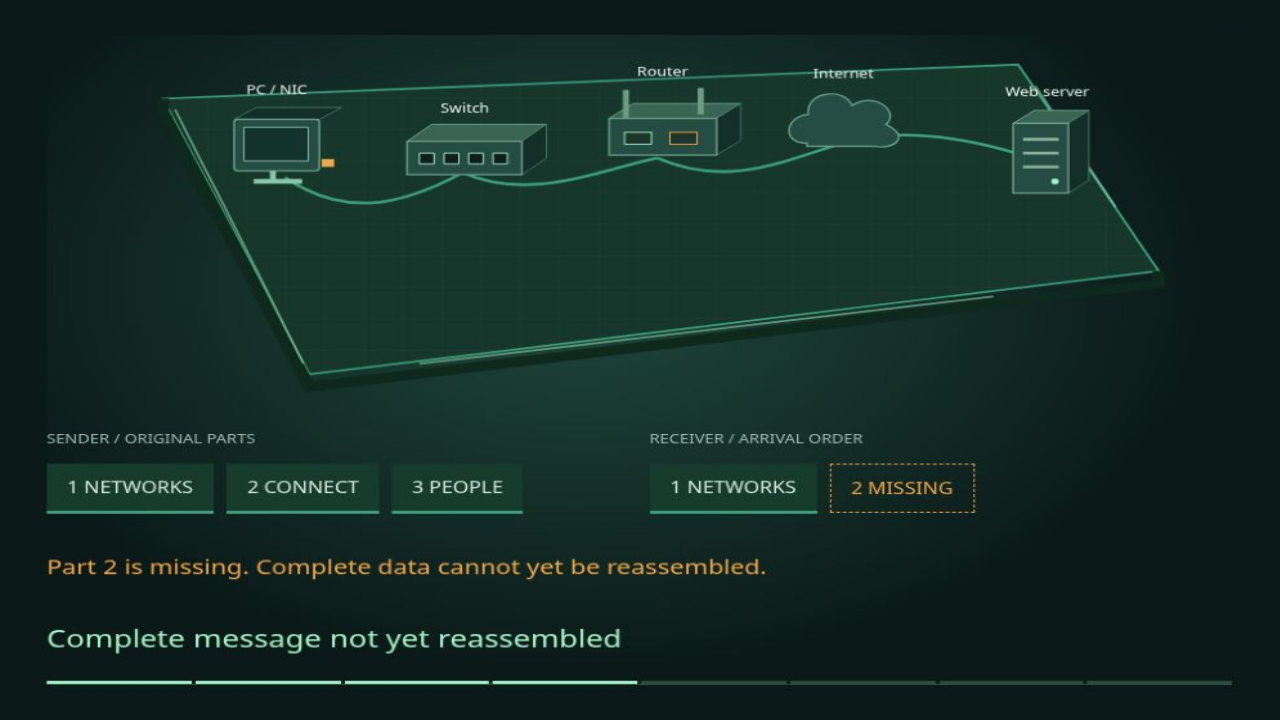 PC / NIC
Switch
Router
Internet
Web server
SENDER / ORIGINAL PARTS
1 NETWORKS
2 CONNECT
3 PEOPLE
RECEIVER / ARRIVAL ORDER
1 NETWORKS
2 MISSING
Part 2 is missing. Complete data cannot yet be reassembled.
Complete message not yet reassembled